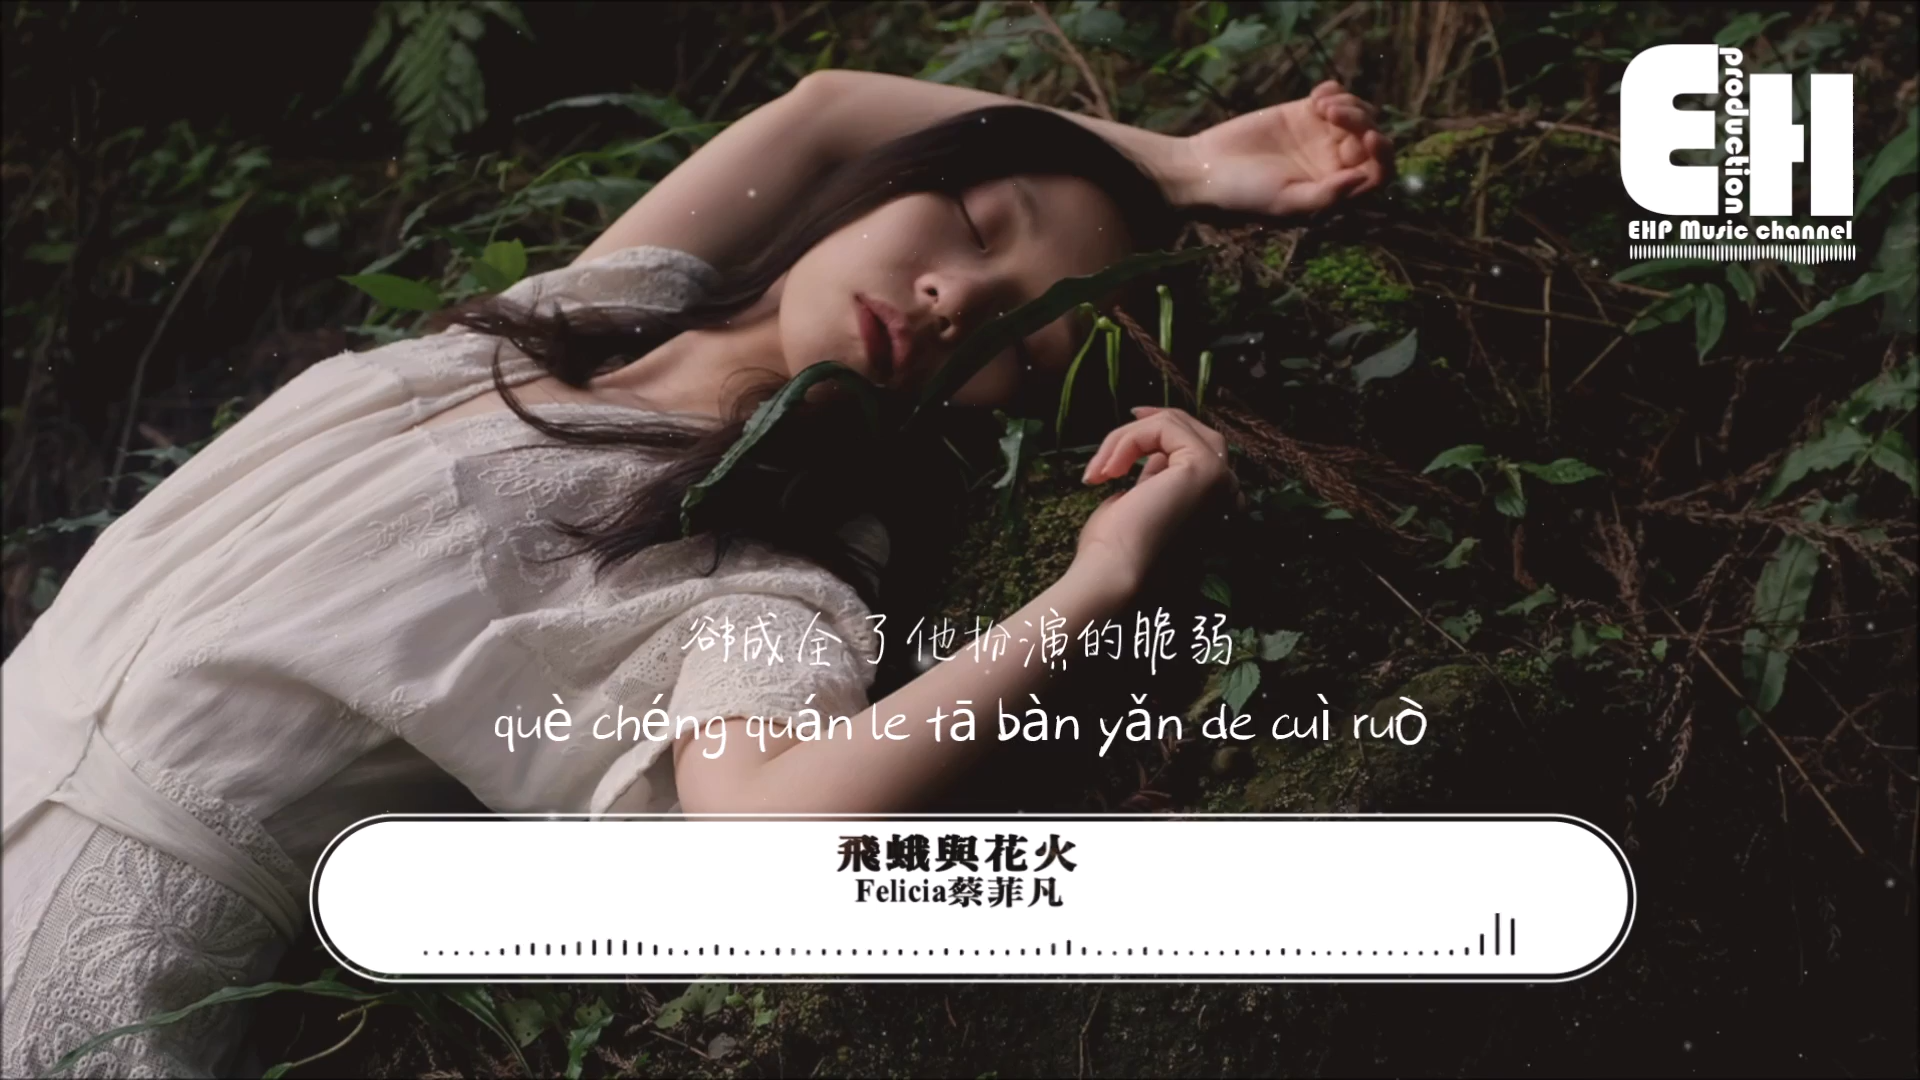 EH
production
EHP Music channel
卻成全了他扮演的脆弱
què chéng quán le tā bàn yǎn de cuì ruò
飛蛾與花火
Felicia蔡菲凡